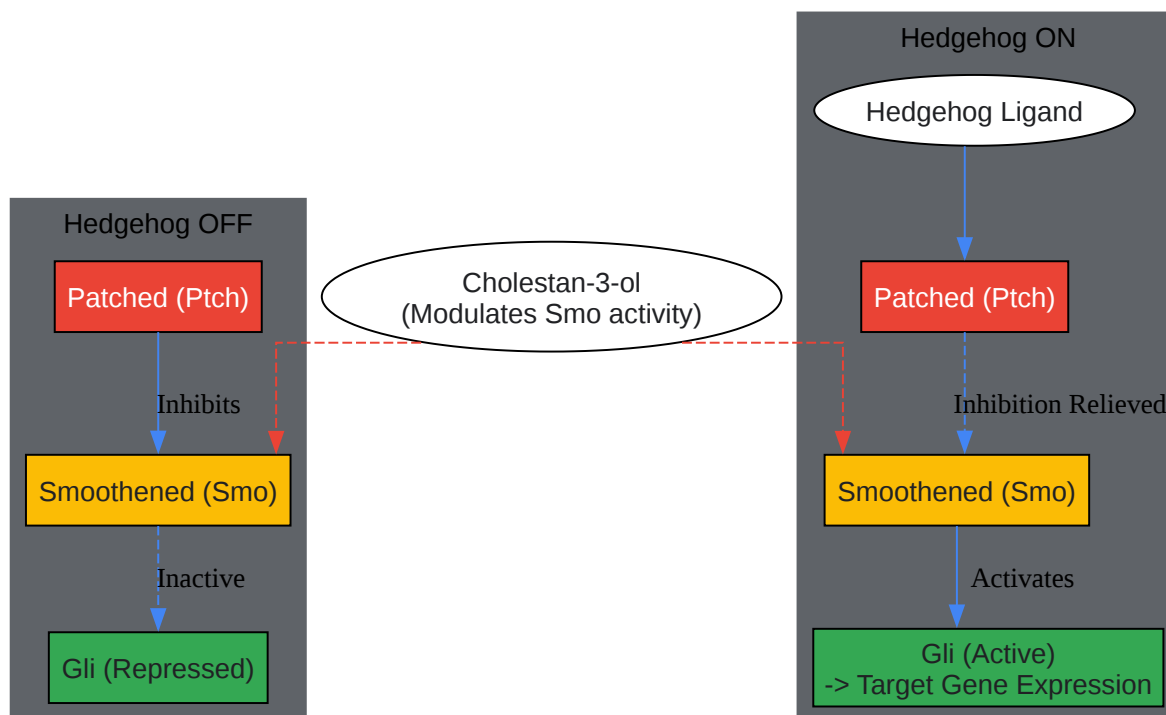 Hedgehog OFF
Patched (Ptch)
Inhibits
Smoothened (Smo)
Inactive
Gli (Repressed)
Cholestan-3-ol
(Modulates Smo activity)
Hedgehog ON
Hedgehog Ligand
Patched (Ptch)
Inhibition Relieved
Smoothened (Smo)
Activates
Gli (Active)
-> Target Gene Expression